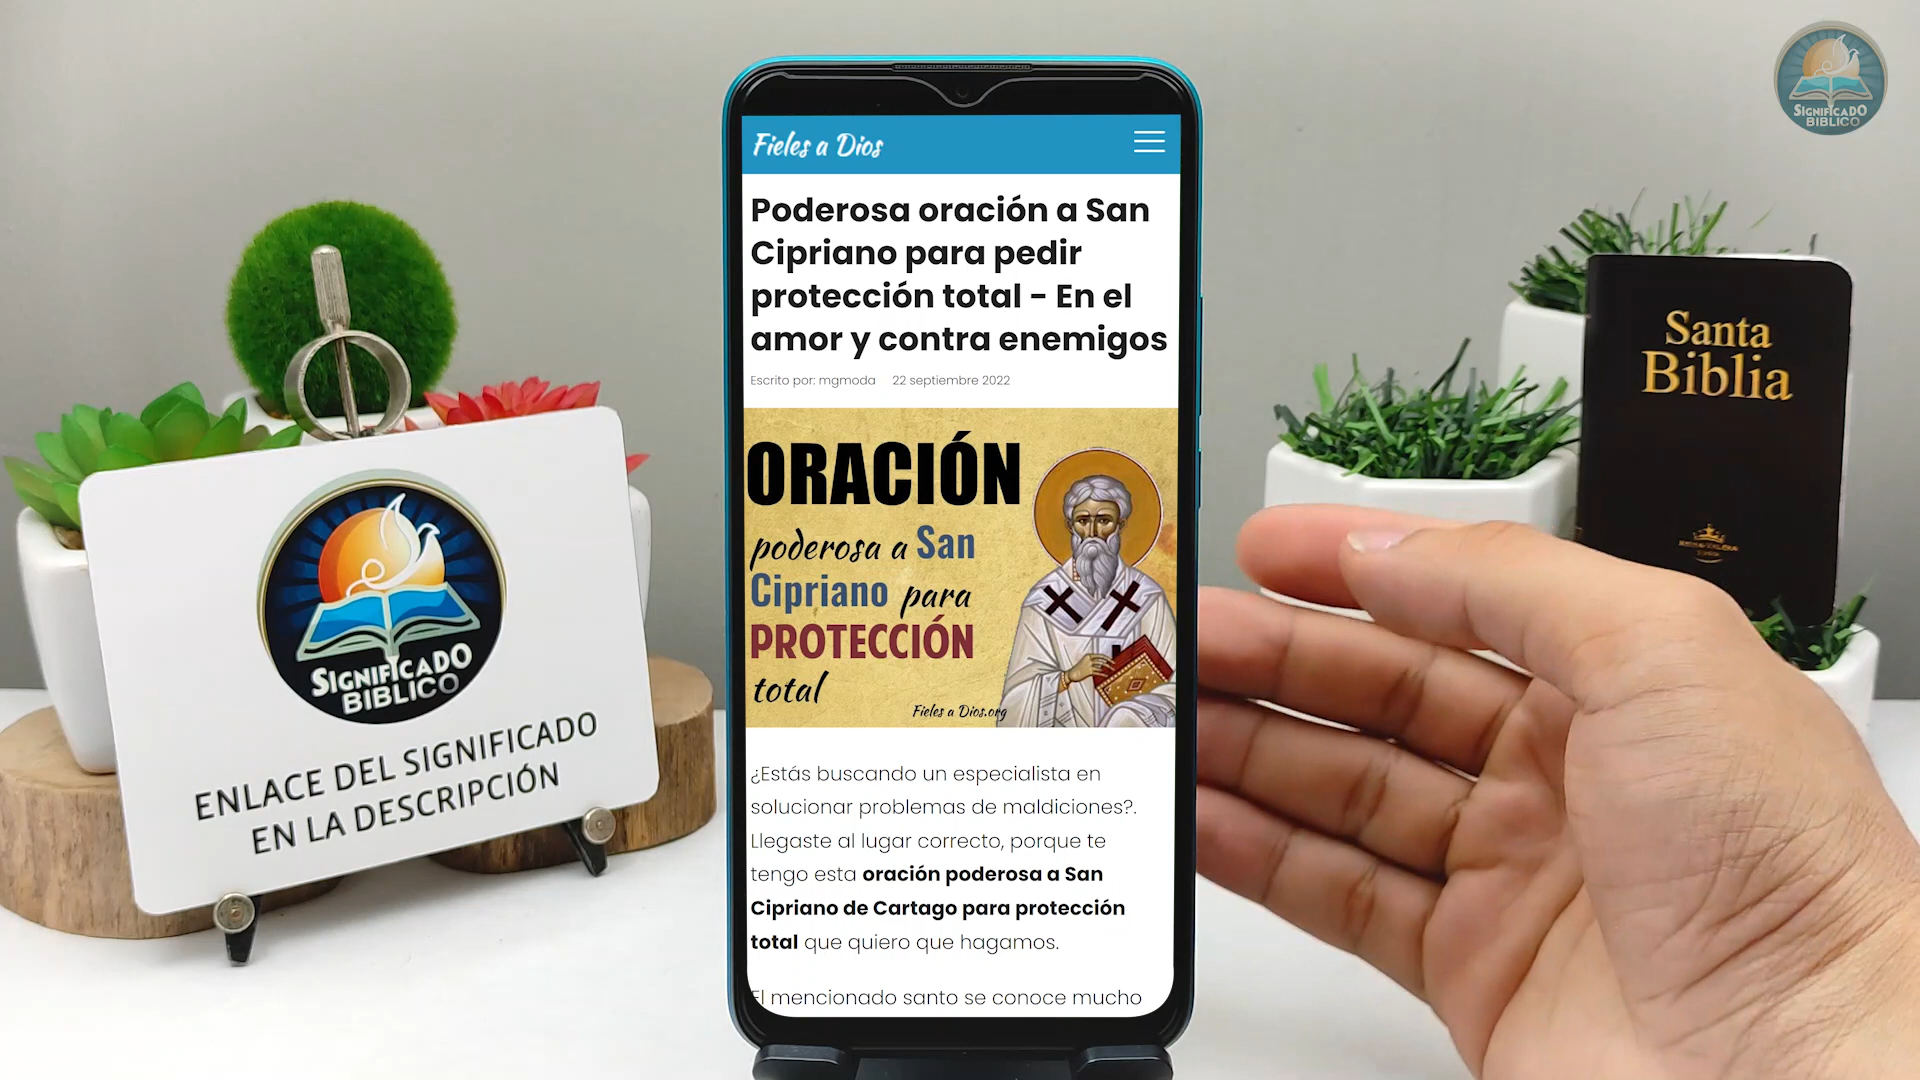 SIGNIFICADO
BIBLICO
Fieles a Dios
Poderosa oración a San
Cipriano para pedir
protección total - En el
amor y contra enemigos
Escrito por: mgmoda 22 septiembre 2022
ORACIÓN
poderosa a San
Cipriano para
PROTECCIÓN
total
Fieles a Dios.org
¿Estás buscando un especialista en
solucionar problemas de maldiciones?.
Llegaste al lugar correcto, porque te
tengo esta oración poderosa a San
Cipriano de Cartago para protección
total que quiero que hagamos.
El mencionado santo se conoce mucho
SIGNIFICADO
BIBLICO
ENLACE DEL SIGNIFICADO
EN LA DESCRIPCIÓN
Santa
Biblia